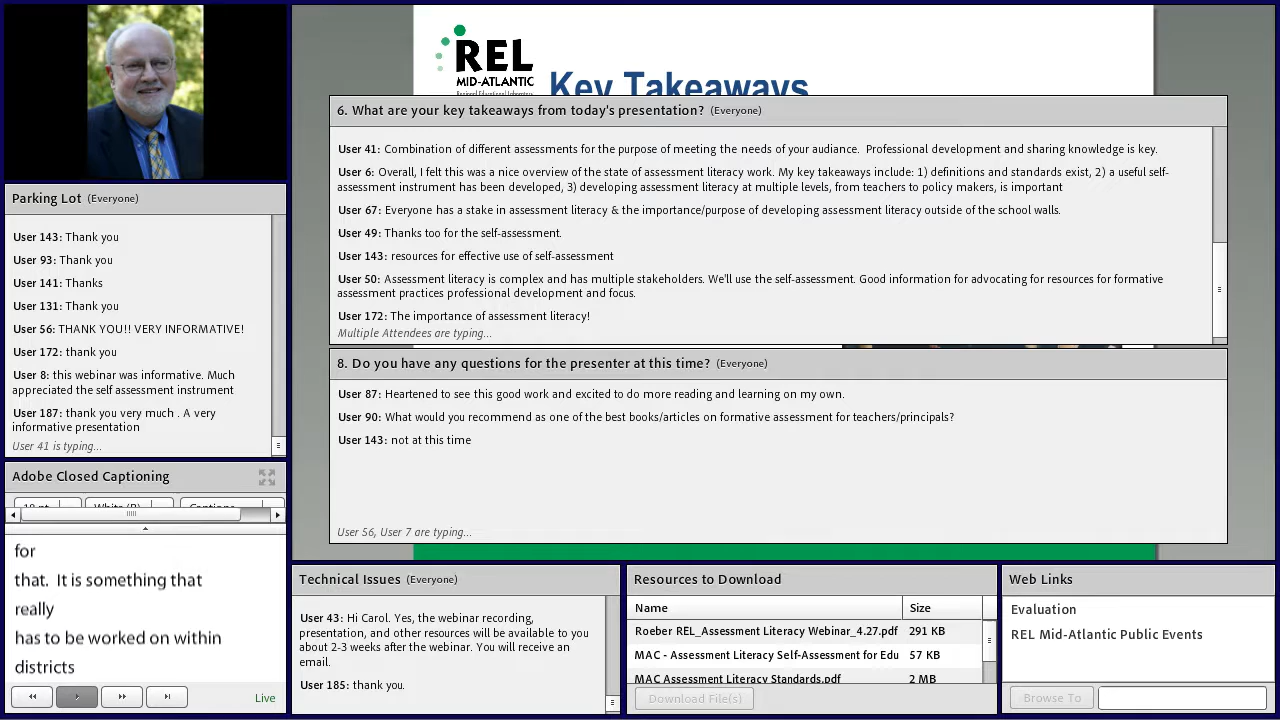 REL
MID-ATLANTIC
Regional Educational Laboratory
Key Takeaways
6. What are your key takeaways from today's presentation? (Everyone)
User 41: Combination of different assessments for the purpose of meeting the needs of your audiance. Professional development and sharing knowledge is key.
User 6: Overall, I felt this was a nice overview of the state of assessment literacy work. My key takeaways include: 1) definitions and standards exist, 2) a useful self-
assessment instrument has been developed, 3) developing assessment literacy at multiple levels, from teachers to policy makers, is important
User 67: Everyone has a stake in assessment literacy & the importance/purpose of developing assessment literacy outside of the school walls.
User 49: Thanks too for the self-assessment.
User 143: resources for effective use of self-assessment
User 50: Assessment literacy is complex and has multiple stakeholders. We'll use the self-assessment. Good information for advocating for resources for formative
assessment practices professional development and focus.
User 172: The importance of assessment literacy!
Multiple Attendees are typing...
8. Do you have any questions for the presenter at this time? (Everyone)
User 87: Heartened to see this good work and excited to do more reading and learning on my own.
User 90: What would you recommend as one of the best books/articles on formative assessment for teachers/principals?
User 143: not at this time
User 56, User 7 are typing...
Parking Lot (Everyone)
User 143: Thank you
User 93: Thank you
User 141: Thanks
User 131: Thank you
User 56: THANK YOU!! VERY INFORMATIVE!
User 172: thank you
User 8: this webinar was informative. Much
appreciated the self assessment instrument
User 187: thank you very much . A very
informative presentation
User 41 is typing...
Adobe Closed Captioning
18 pt
White (B)
Captions
for
that. It is something that
really
has to be worked on within
districts
Live
Technical Issues (Everyone)
User 43: Hi Carol. Yes, the webinar recording,
presentation, and other resources will be available to you
about 2-3 weeks after the webinar. You will receive an
email.
User 185: thank you.
Resources to Download
Name Size
Roeber REL_Assessment Literacy Webinar_4.27.pdf 291 KB
MAC - Assessment Literacy Self-Assessment for Edu 57 KB
MAC Assessment Literacy Standards.pdf 2 MB
Download File(s)
Web Links
Evaluation
REL Mid-Atlantic Public Events
Browse To